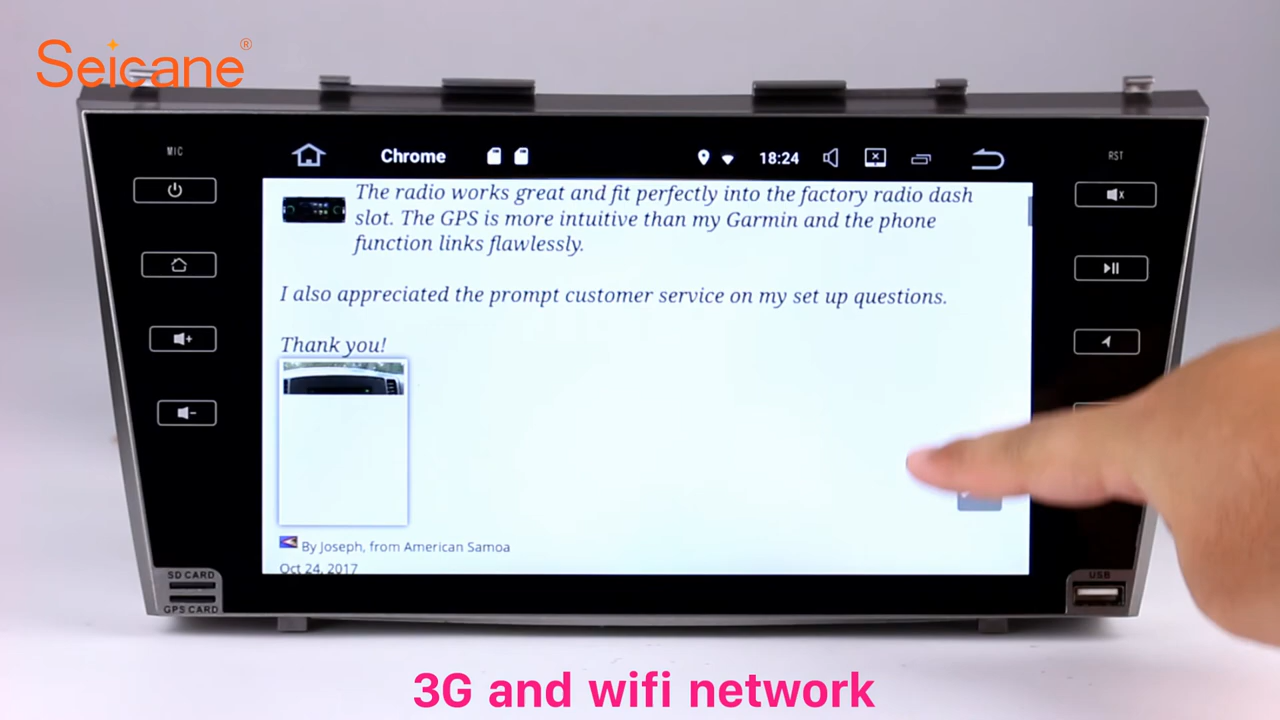 Seicane®
MIC
RST
Chrome
18:24
The radio works great and fit perfectly into the factory radio dash
slot. The GPS is more intuitive than my Garmin and the phone
function links flawlessly.
I also appreciated the prompt customer service on my set up questions.
Thank you!
By Joseph, from American Samoa
Oct 24, 2017
SD CARD
GPS CARD
USB
3G and wifi network